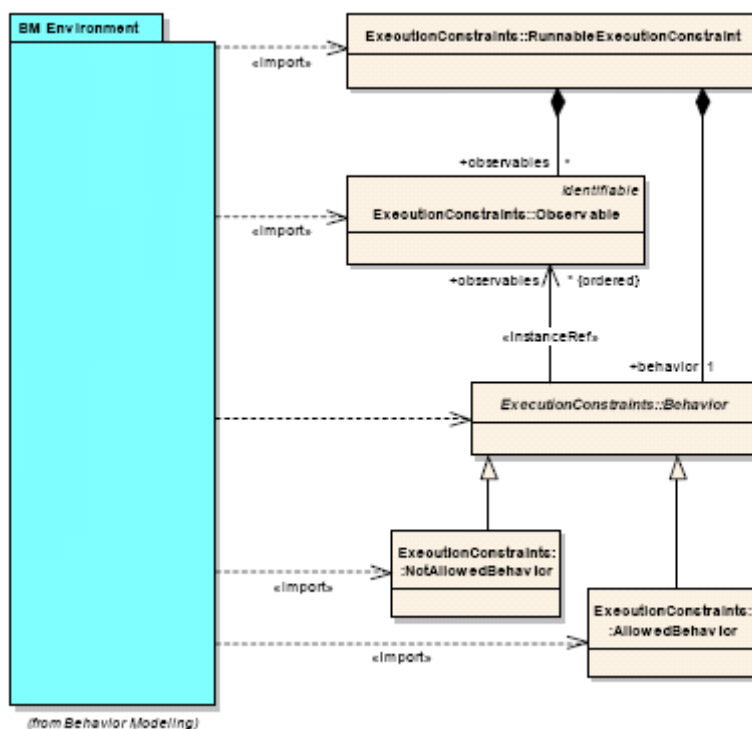 BM Environment
ExecutionConstraints::RunnableExecutionConstraint
«import»
+observables *
Identifiable
ExecutionConstraints::Observable
«import»
+observables * {ordered}
«instanceRef»
+behavior 1
ExecutionConstraints::Behavior
ExecutionConstraints:
:NotAllowedBehavior
«import»
ExecutionConstraints:
:AllowedBehavior
«import»
(from Behavior Modeling)